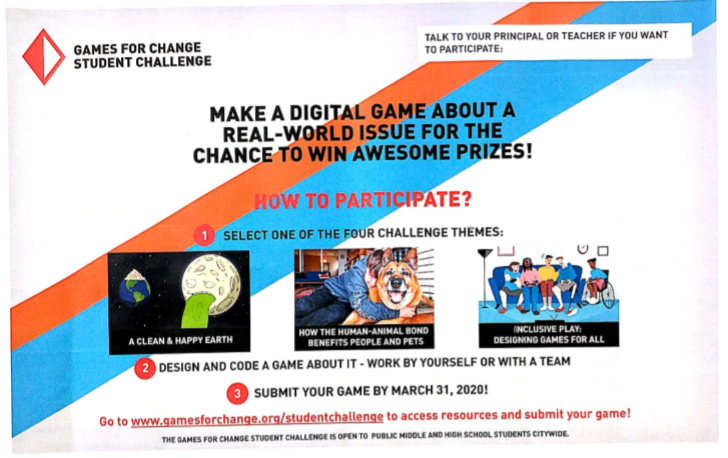 GAMES FOR CHANGE
STUDENT CHALLENGE
TALK TO YOUR PRINCIPAL OR TEACHER IF YOU WANT
TO PARTICIPATE:
MAKE A DIGITAL GAME ABOUT A
REAL-WORLD ISSUE FOR THE
CHANCE TO WIN AWESOME PRIZES!
HOW TO PARTICIPATE?
1 SELECT ONE OF THE FOUR CHALLENGE THEMES:
A CLEAN & HAPPY EARTH
HOW THE HUMAN-ANIMAL BOND
BENEFITS PEOPLE AND PETS
INCLUSIVE PLAY:
DESIGNING GAMES FOR ALL
2 DESIGN AND CODE A GAME ABOUT IT - WORK BY YOURSELF OR WITH A TEAM
3 SUBMIT YOUR GAME BY MARCH 31, 2020!
Go to www.gamesforchange.org/studentchallenge to access resources and submit your game!
THE GAMES FOR CHANGE STUDENT CHALLENGE IS OPEN TO PUBLIC MIDDLE AND HIGH SCHOOL STUDENTS CITYWIDE.